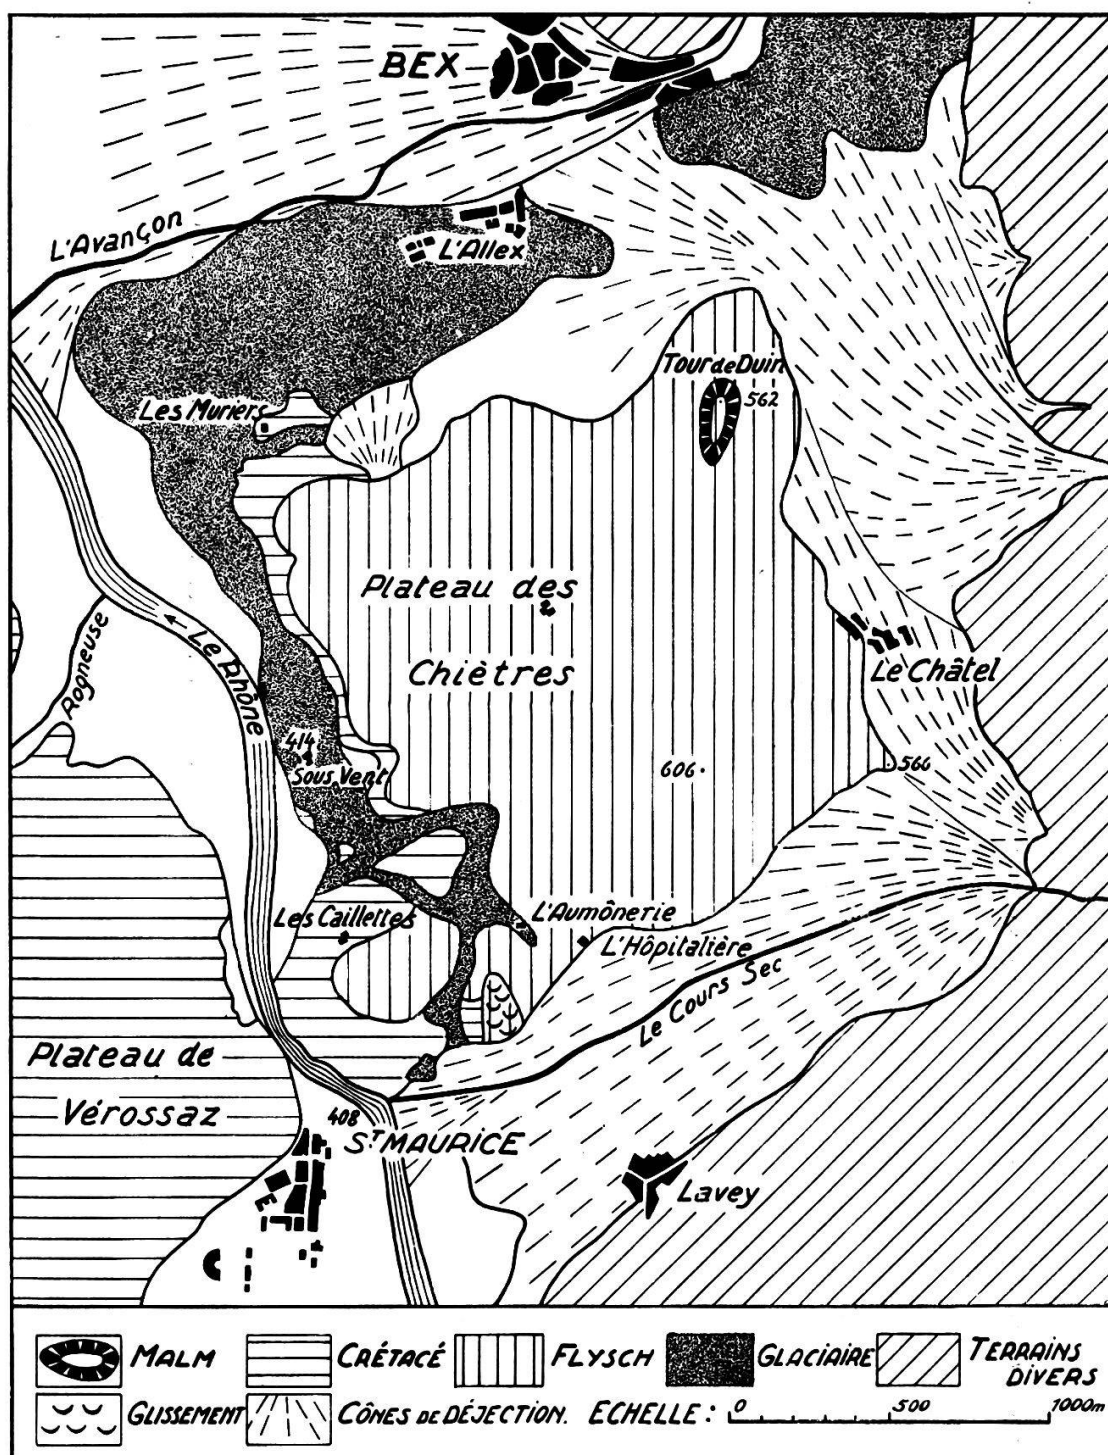 BEX
L'Avançon
L'Allex
Tour de Duin
562
Les Muriers
Plateau des
Chiètres
Rogneuse
Le Rhône
Le Châtel
414
Sous Vent
606.
566
Les Caillettes
L'Aumônerie
L'Hôpitalière
Le Cours Sec
Plateau de
Vérossaz
408
ST MAURICE
Lavey
MALM
CRÉTACÉ
FLYSCH
GLACIAIRE
TERRAINS
DIVERS
GLISSEMENT
CÔNES DE DÉJECTION.
ECHELLE:
0
500
1000m